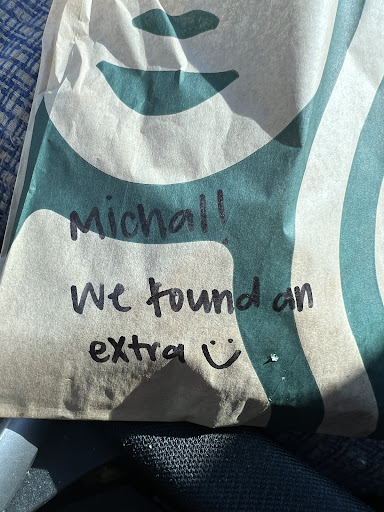 Michal!
We found an
extra :)